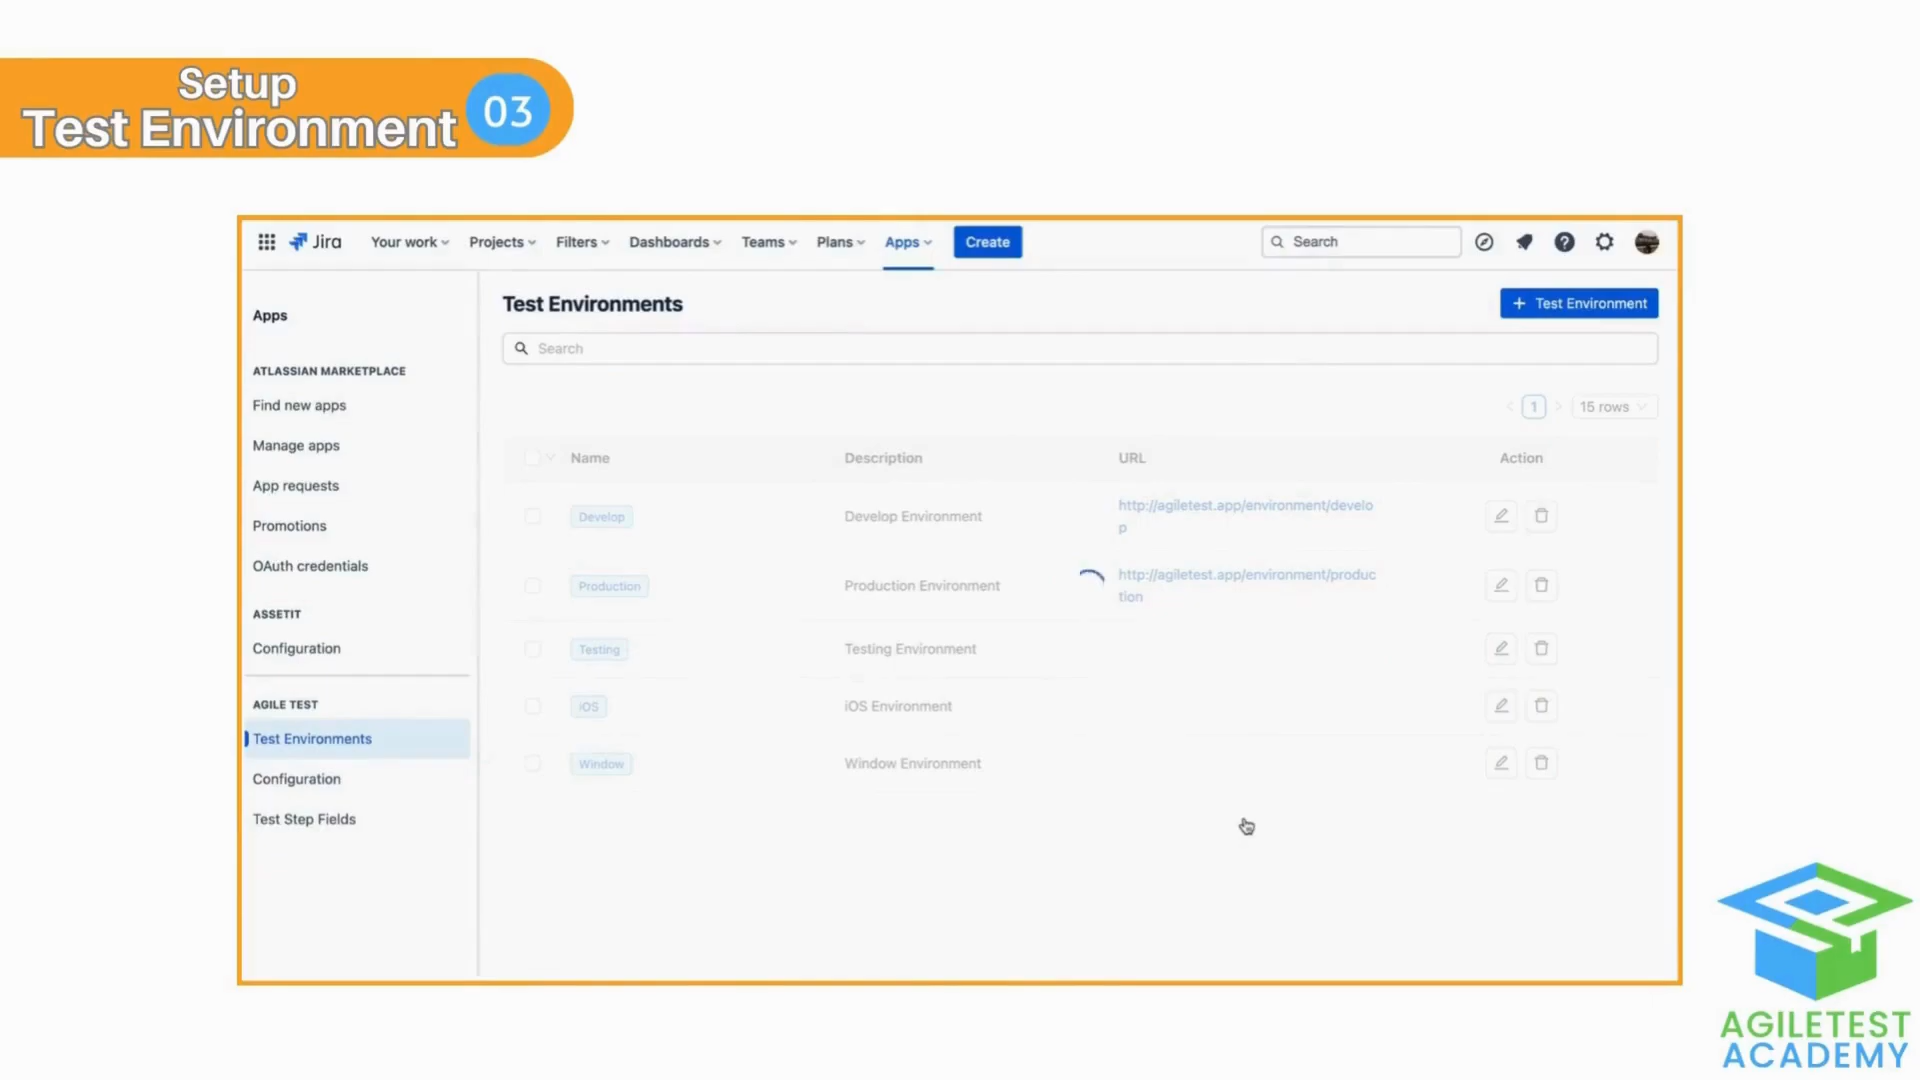 Setup
Test Environment
03
Jira Your work Projects Filters Dashboards Teams Plans Apps Create Search
Apps
ATLASSIAN MARKETPLACE
Find new apps
Manage apps
App requests
Promotions
OAuth credentials
ASSETIT
Configuration
AGILE TEST
Test Environments
Configuration
Test Step Fields
Test Environments
+ Test Environment
Search
1 15 rows
Name Description URL Action
Develop Develop Environment http://agiletest.app/environment/develo
p
Production Production Environment http://agiletest.app/environment/produc
tion
Testing Testing Environment
iOS iOS Environment
Window Window Environment
AGILETEST
ACADEMY